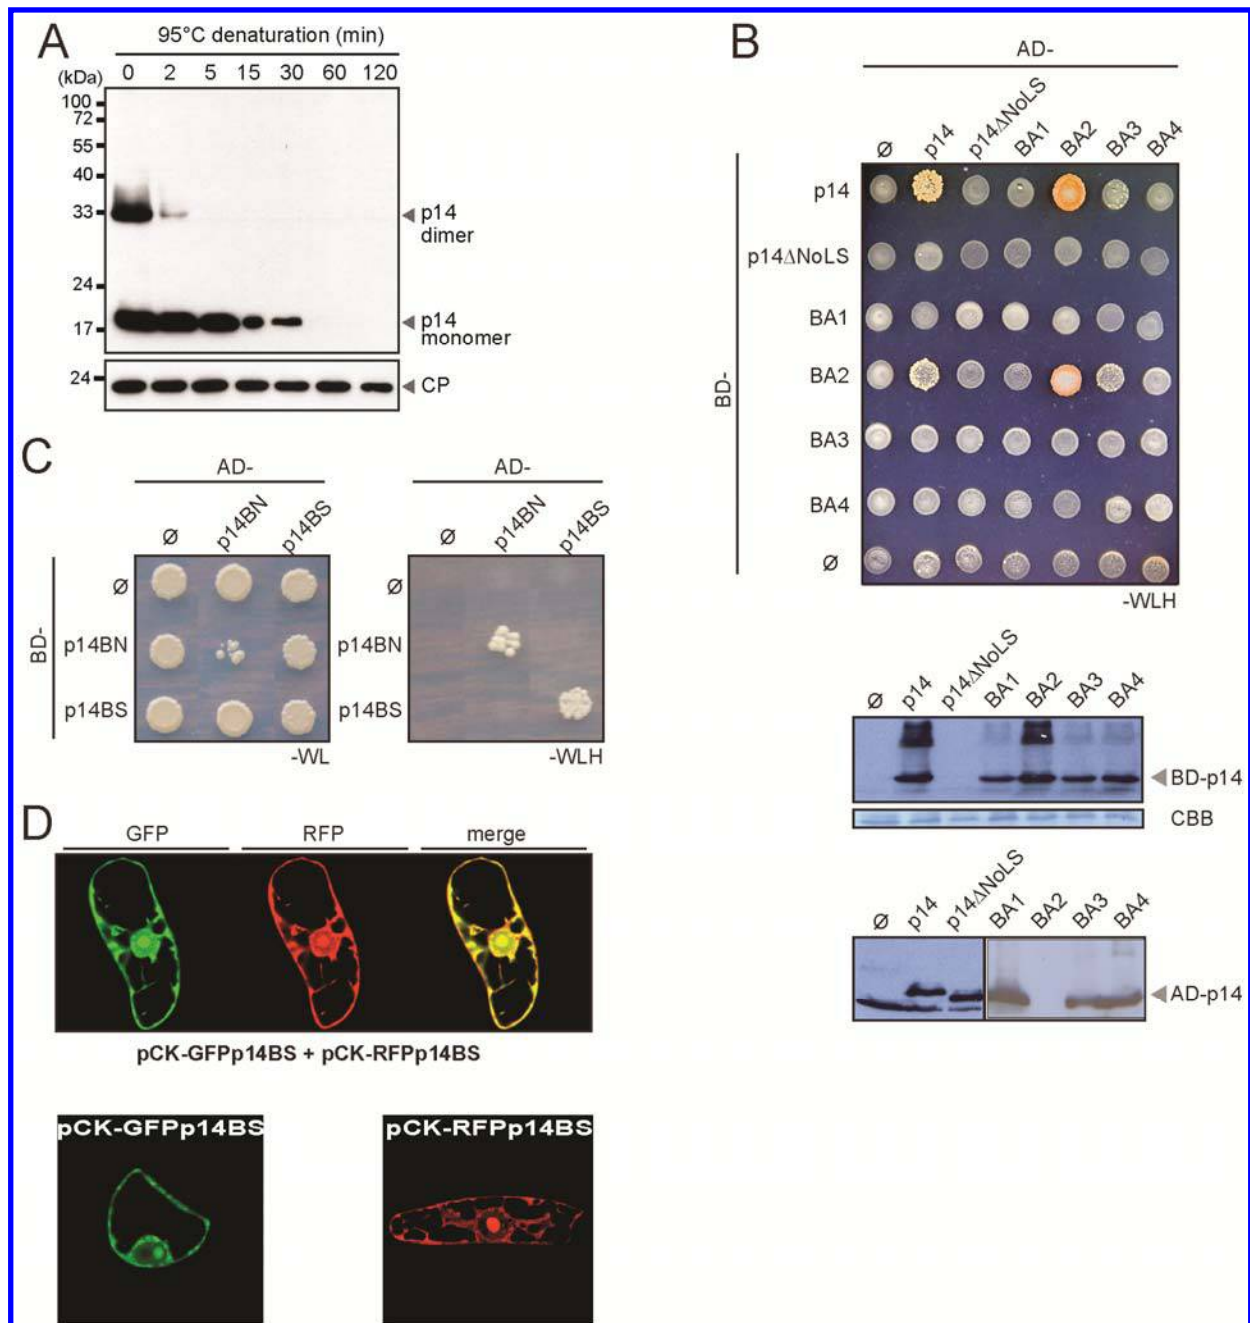 A
95°C denaturation (min)
(kDa) 0 2 5 15 30 60 120
100
72
55
40
33
24
17
p14 dimer
p14 monomer
24
CP
B
AD-
Ø p14 p14ΔNoLS BA1 BA2 BA3 BA4
BD-
p14
p14ΔNoLS
BA1
BA2
BA3
BA4
Ø
-WLH
Ø p14 p14ΔNoLS BA1 BA2 BA3 BA4
BD-p14
CBB
Ø p14 p14ΔNoLS BA1 BA2 BA3 BA4
AD-p14
C
AD-
Ø p14BN p14BS
BD-
Ø
p14BN
p14BS
-WL
AD-
Ø p14BN p14BS
Ø
p14BN
p14BS
-WLH
D
GFP RFP merge
pCK-GFPp14BS + pCK-RFPp14BS
pCK-GFPp14BS
pCK-RFPp14BS